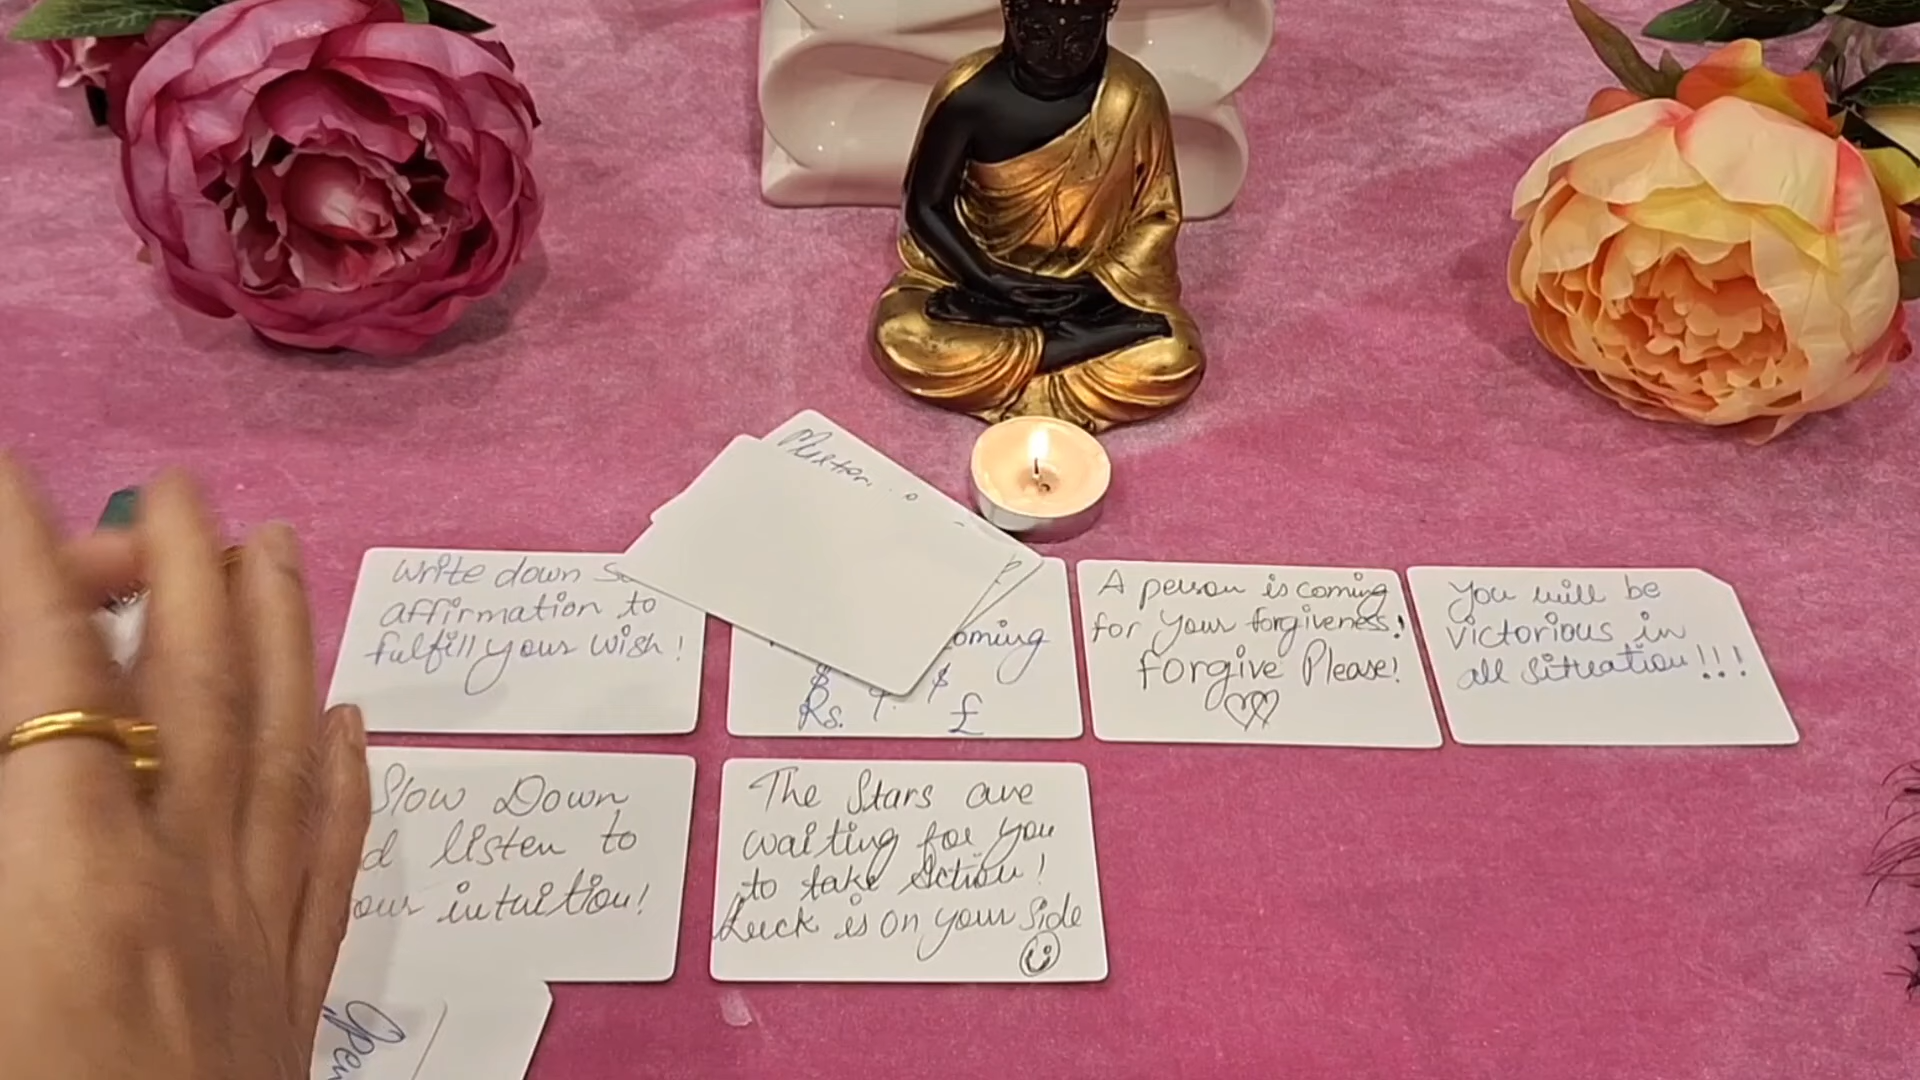 write down
affirmation to
fulfill your wish!
oming
$ $
Rs. £
A person is coming
for your forgiveness!
forgive Please!
You will be
victorious in
all situation!!!
Slow Down
d listen to
our intuition!
The Stars are
waiting for you
to take action!
Luck is on your side